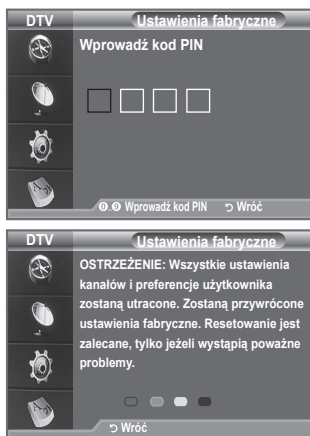 DTV
Ustawienia fabryczne
Wprowadź kod PIN
0..9 Wprowadź kod PIN Wróć
DTV
Ustawienia fabryczne
OSTRZEŻENIE: Wszystkie ustawienia
kanałów i preferencje użytkownika
zostaną utracone. Zostaną przywrócone
ustawienia fabryczne. Resetowanie jest
zalecane, tylko jeżeli wystąpią poważne
problemy.
Wróć